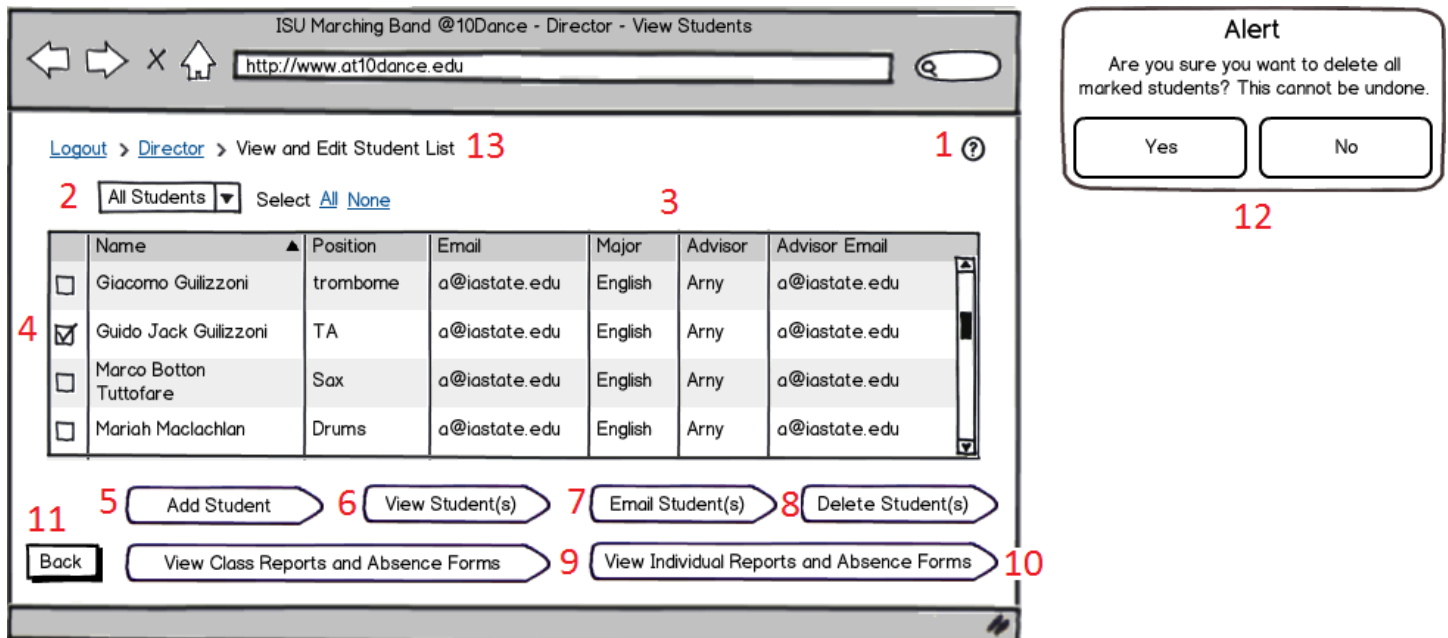 ISU Marching Band @10Dance - Director - View Students
http://www.at10dance.edu
Logout > Director > View and Edit Student List 13
1 ?
2 All Students Select All None
3
Name Position Email Major Advisor Advisor Email
Giacomo Guilizzoni trombome a@iastate.edu English Arny a@iastate.edu
4 Guido Jack Guilizzoni TA a@iastate.edu English Arny a@iastate.edu
Marco Botton
Tuttofare Sax a@iastate.edu English Arny a@iastate.edu
Mariah Maclachlan Drums a@iastate.edu English Arny a@iastate.edu
5 Add Student 6 View Student(s) 7 Email Student(s) 8 Delete Student(s)
11
Back View Class Reports and Absence Forms 9 View Individual Reports and Absence Forms 10
Alert
Are you sure you want to delete all
marked students? This cannot be undone.
Yes No
12